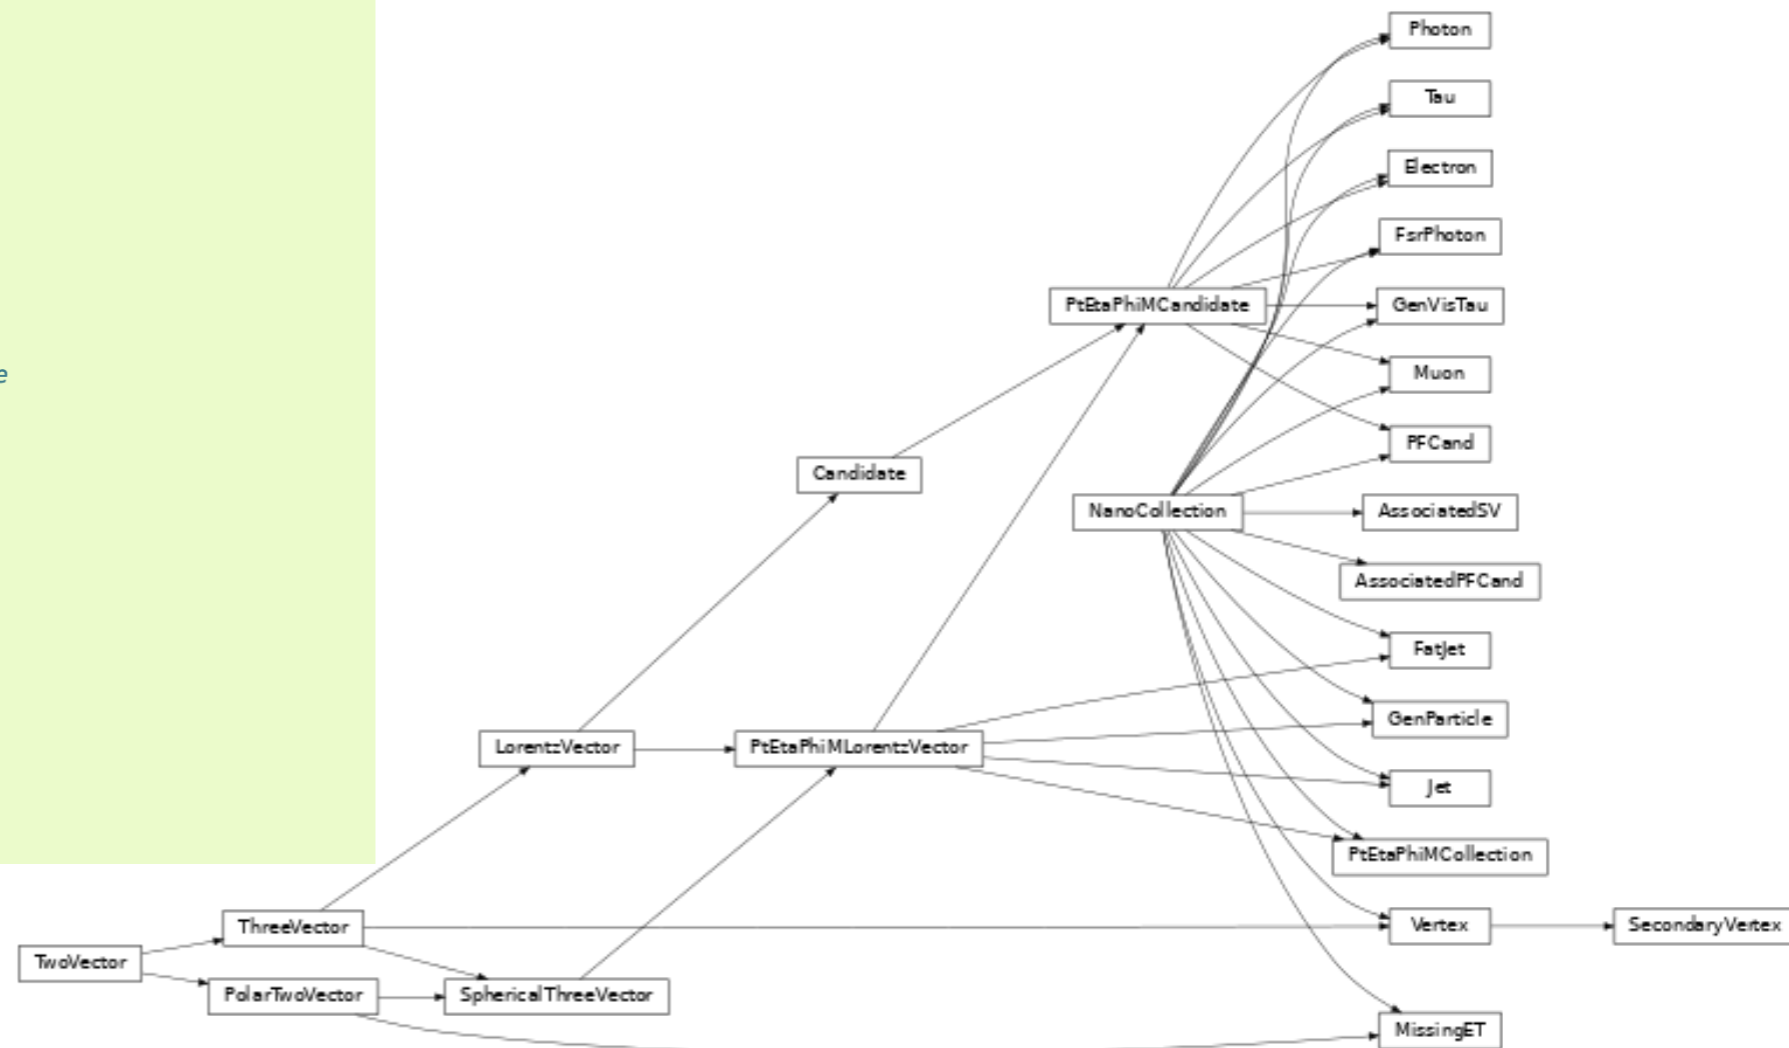 Photon
Tau
Electron
FsrPhoton
PtEtaPhiMCandidate
GenVisTau
Muon
e
PFCand
Candidate
NanoCollection
AssociatedSV
AssociatedPFCand
FatJet
GenParticle
LorentzVector
PtEtaPhiMLorentzVector
Jet
PtEtaPhiMCollection
ThreeVector
Vertex
SecondaryVertex
TwoVector
PolarTwoVector
SphericalThreeVector
MissingET